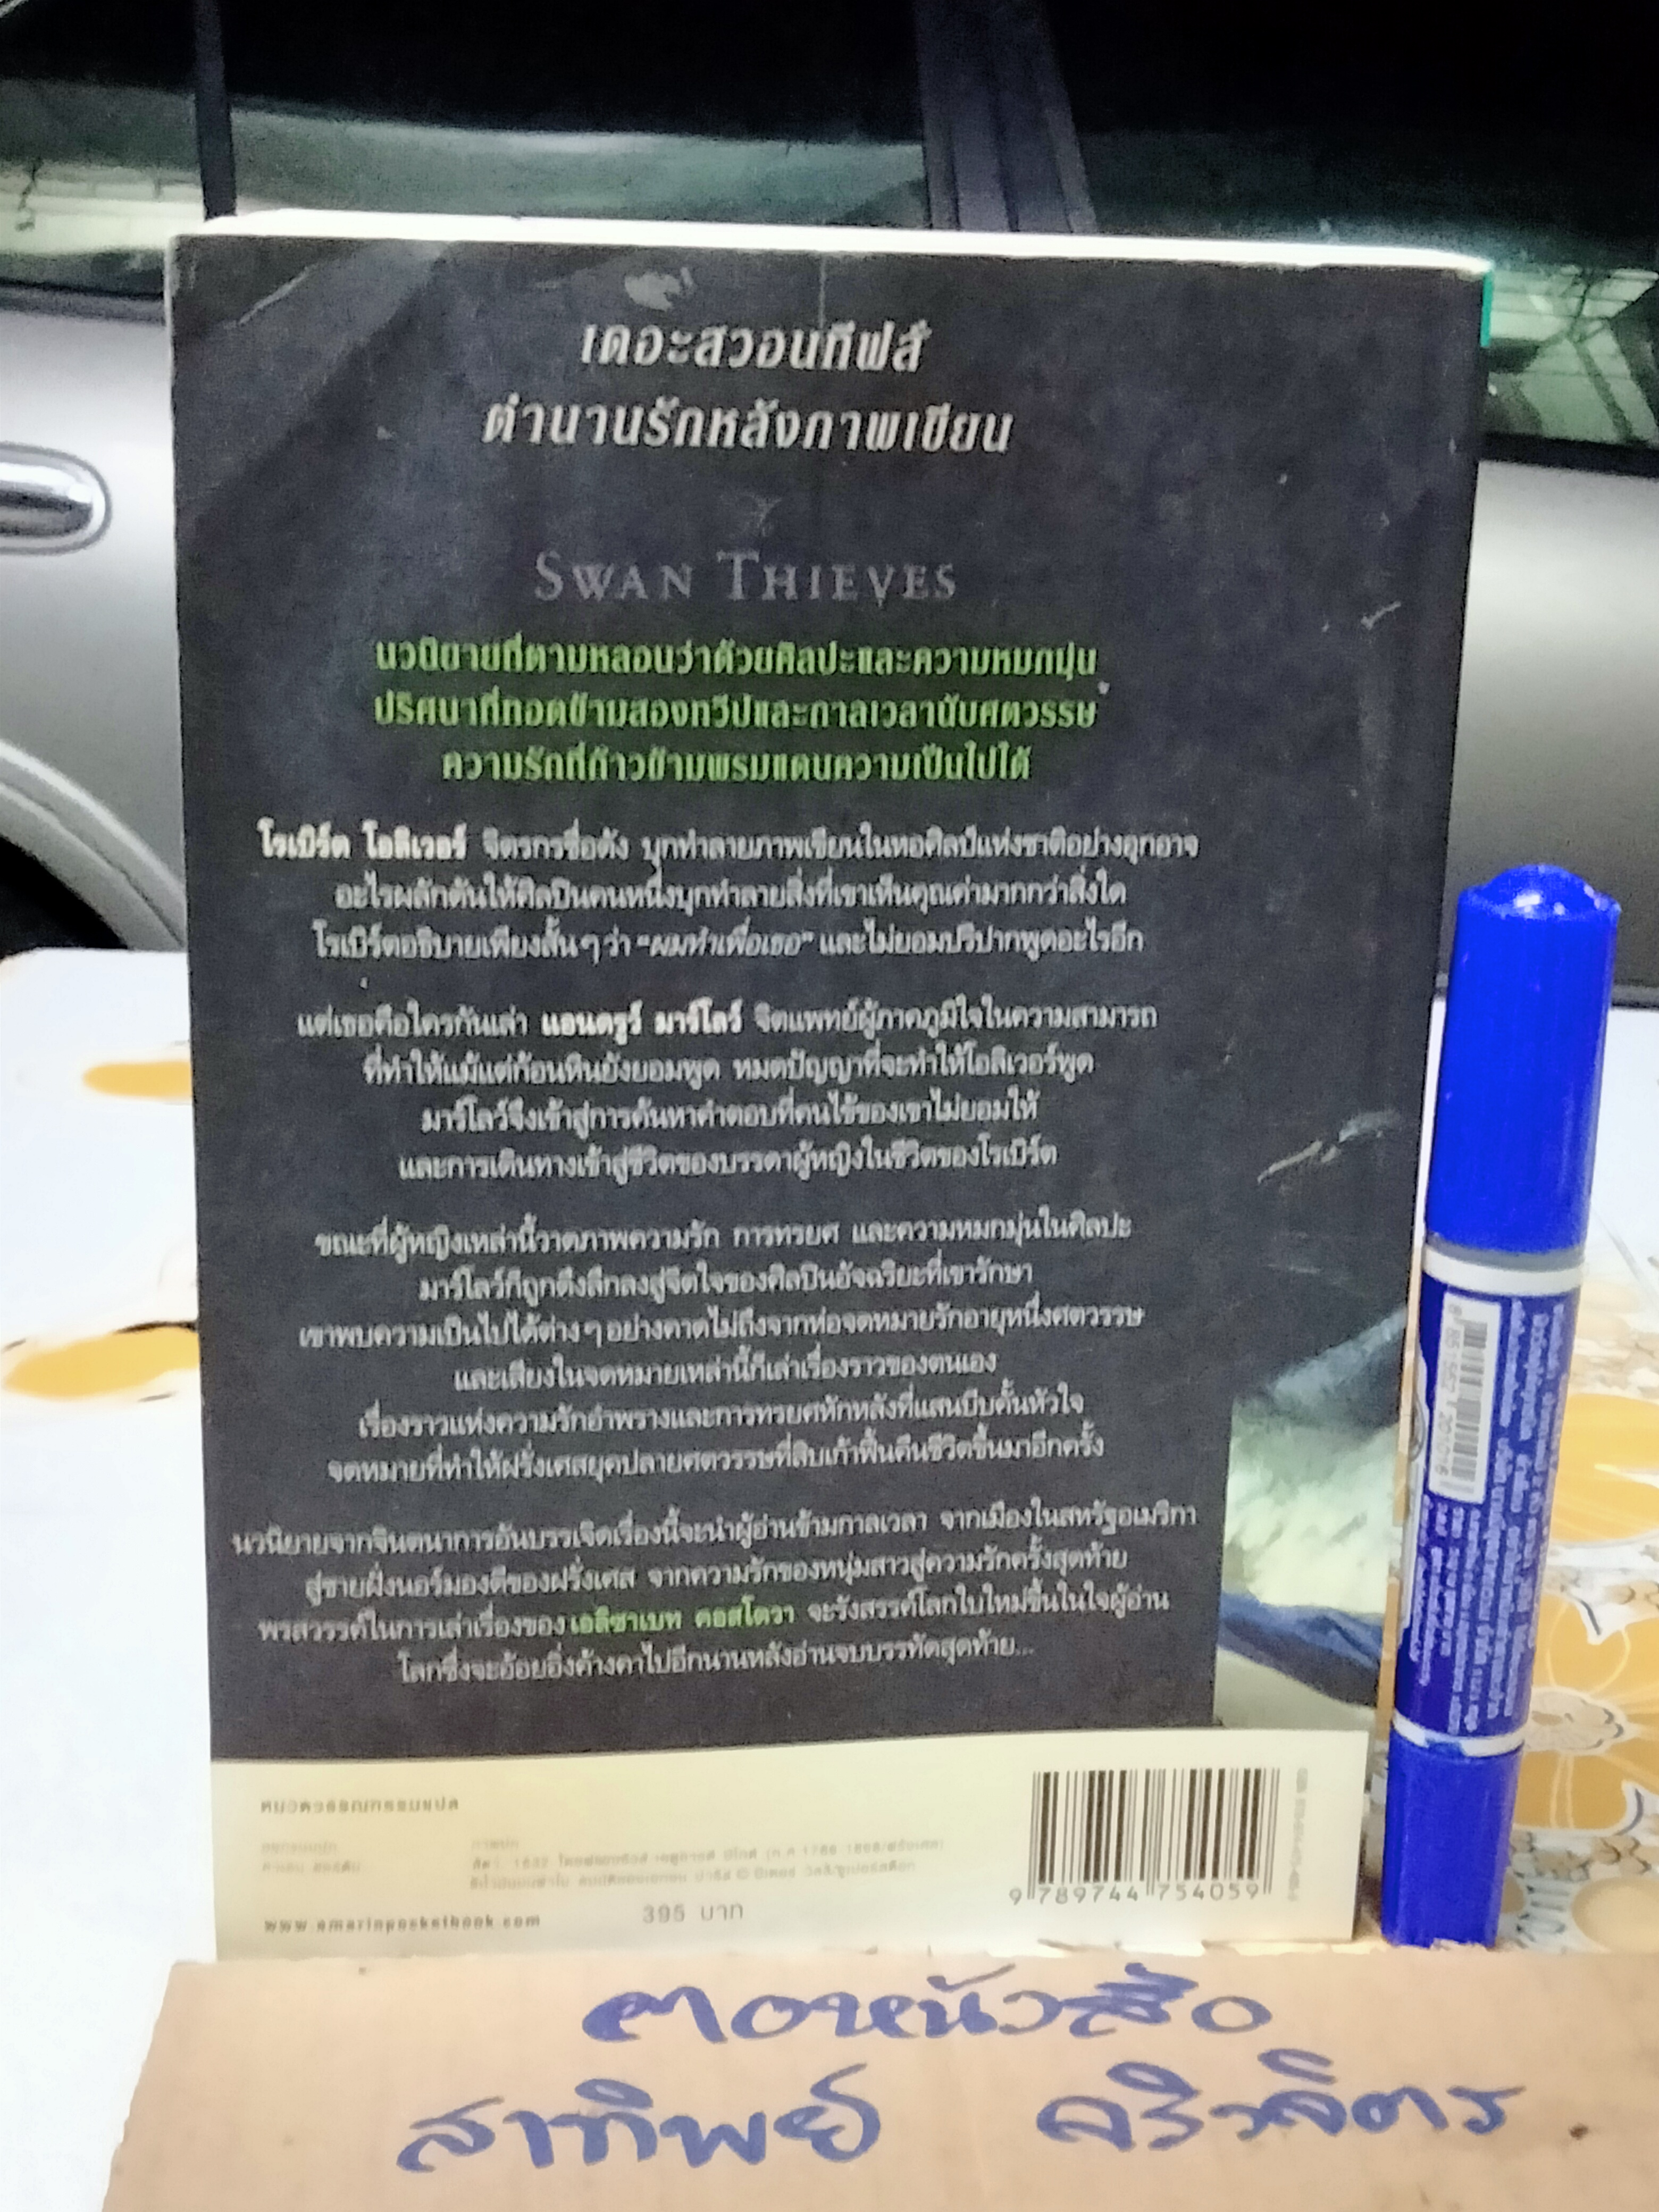 เดอะสวอนทีฟส์
ตำนานรักหลังภาพเขียน
SWAN THIEVES
นวนิยายที่ตามหลอนว่าด้วยศิลปะและความหมกมุ่น
ปริศนาที่ทอดข้ามสองทวีปและกาลเวลานับศตวรรษ
ความรักที่ก้าวข้ามพรมแดนความเป็นไปได้
โรเบิร์ต โอลิเวอร์ จิตรกรชื่อดัง บุกทำลายภาพเขียนในหอศิลป์แห่งชาติอย่างอุกอาจ
อะไรผลักดันให้ศิลปินคนหนึ่งบุกทำลายสิ่งที่เขาเห็นคุณค่ามากกว่าสิ่งใด
โรเบิร์ตอธิบายเพียงสั้นๆ ว่า “ผมทำเพื่อเธอ” และไม่ยอมปริปากพูดอะไรอีก
แต่เธอคือใครกันเล่า แอนดรูว์ มาร์โลว์ จิตแพทย์ผู้ภาคภูมิใจในความสามารถ
ที่ทำให้แม้แต่ก้อนหินยังยอมพูด หมดปัญญาที่จะทำให้โอลิเวอร์พูด
มาร์โลว์จึงเข้าสู่การค้นหาคำตอบที่คนไข้ของเขาไม่ยอมให้
และการเดินทางเข้าสู่ชีวิตของบรรดาผู้หญิงในชีวิตของโรเบิร์ต
ขณะที่ผู้หญิงเหล่านี้วาดภาพความรัก การทรยศ และความหมกมุ่นในศิลปะ
มาร์โลว์ก็ถูกดึงลึกลงสู่จิตใจของศิลปินอัจฉริยะที่เขารักษา
เขาพบความเป็นไปได้ต่างๆ อย่างคาดไม่ถึงจากห่อจดหมายรักอายุหนึ่งศตวรรษ
และเสียงในจดหมายเหล่านี้ก็เล่าเรื่องราวของตนเอง
เรื่องราวแห่งความรักอำพรางและการทรยศหักหลังที่แสนบีบคั้นหัวใจ
จดหมายที่ทำให้ฝรั่งเศสยุคปลายศตวรรษที่สิบเก้าฟื้นคืนชีวิตขึ้นมาอีกครั้ง
นวนิยายจากจินตนาการอันบรรเจิดเรื่องนี้จะนำผู้อ่านข้ามกาลเวลา จากเมืองในสหรัฐอเมริกา
สู่ชายฝั่งนอร์มองดีของฝรั่งเศส จากความรักของหนุ่มสาวสู่ความรักครั้งสุดท้าย
พรสวรรค์ในการเล่าเรื่องของ เอลิซาเบท คอสโตวา จะรังสรรค์โลกใบใหม่ขึ้นในใจผู้อ่าน
โลกซึ่งจะอ้อยอิ่งค้างคาไปอีกนานหลังอ่านจบบรรทัดสุดท้าย...
หมวดวรรณกรรมแปล
www.amarinpocketbook.com
395 บาท
9 789744 754059
สาทิพย์